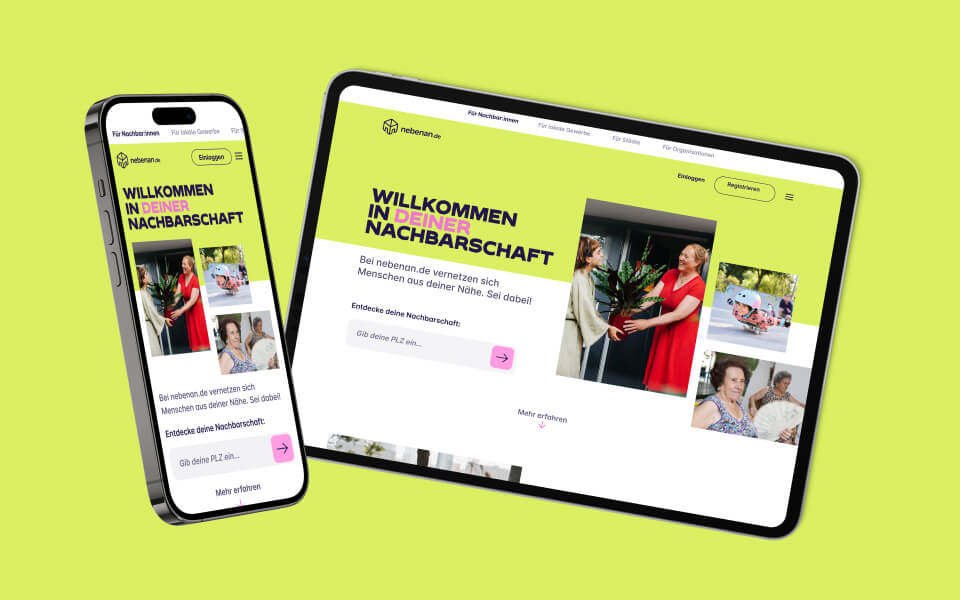 Für Nachbar:innen Für lokale Gewerbe
nebenan.de
Einloggen
WILLKOMMEN
IN DEINER
NACHBARSCHAFT
Bei nebenan.de vernetzen sich
Menschen aus deiner Nähe. Sei dabei!
Entdecke deine Nachbarschaft:
Gib deine PLZ ein...
Mehr erfahren
Für Nachbar:innen Für lokale Gewerbe Für Städte Für Organisationen
nebenan.de
Einloggen Registrieren
WILLKOMMEN
IN DEINER
NACHBARSCHAFT
Bei nebenan.de vernetzen sich
Menschen aus deiner Nähe. Sei dabei!
Entdecke deine Nachbarschaft:
Gib deine PLZ ein...
Mehr erfahren